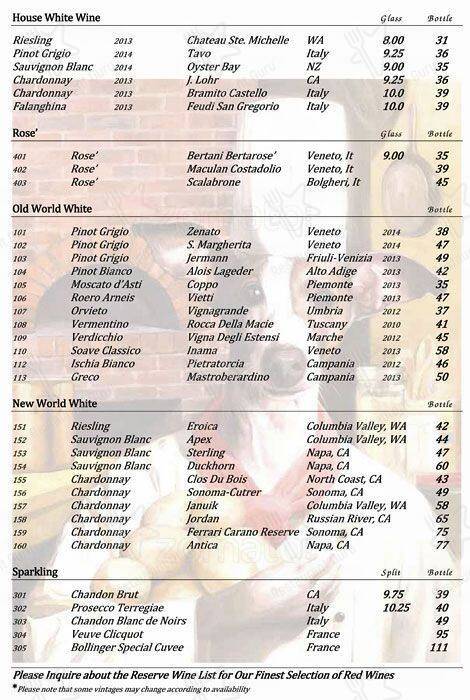 House White Wine Glass Bottle
Riesling 2013 Chateau Ste. Michelle WA 8.00 31
Pinot Grigio 2014 Tavo Italy 9.25 36
Sauvignon Blanc 2014 Oyster Bay NZ 9.00 35
Chardonnay 2013 J. Lohr CA 9.25 36
Chardonnay 2013 Bramito Castello Italy 10.0 39
Falanghina 2013 Feudi San Gregorio Italy 10.0 39
Rose' Glass Bottle
401 Rose' Bertani Bertarose' Veneto, It 9.00 35
402 Rose' Maculan Costadolio Veneto, It 39
403 Rose' Scalabrone Bolgheri, It 45
Old World White Bottle
101 Pinot Grigio Zenato Veneto 2014 38
102 Pinot Grigio S. Margherita Veneto 2014 47
103 Pinot Grigio Jermann Friuli-Venizia 2013 49
104 Pinot Bianco Alois Lageder Alto Adige 2013 42
105 Moscato d'Asti Coppo Piemonte 2013 35
106 Roero Arneis Vietti Piemonte 2013 47
107 Orvieto Vignagrande Umbria 2012 37
108 Vermentino Rocca Della Macie Tuscany 2010 41
109 Verdicchio Vigna Degli Estensi Marche 2012 45
110 Soave Classico Inama Veneto 2013 58
112 Ischia Bianco Pietratorcia Campania 2012 46
113 Greco Mastroberardino Campania 2013 50
New World White Bottle
151 Riesling Eroica Columbia Valley, WA 42
152 Sauvignon Blanc Apex Columbia Valley, WA 44
153 Sauvignon Blanc Sterling Napa, CA 47
154 Sauvignon Blanc Duckhorn Napa, CA 60
155 Chardonnay Clos Du Bois North Coast, CA 43
156 Chardonnay Sonoma-Cutrer Sonoma, CA 49
157 Chardonnay Januik Columbia Valley, WA 58
158 Chardonnay Jordan Russian River, CA 65
159 Chardonnay Ferrari Carano Reserve Sonoma, CA 75
160 Chardonnay Antica Napa, CA 77
Sparkling Split Bottle
301 Chandon Brut CA 9.75 39
302 Prosecco Terregiae Italy 10.25 40
303 Chandon Blanc de Noirs Italy 49
304 Veuve Clicquot France 95
305 Bollinger Special Cuvee France 111
Please Inquire about the Reserve Wine List for Our Finest Selection of Red Wines
*Please note that some vintages may change according to availability